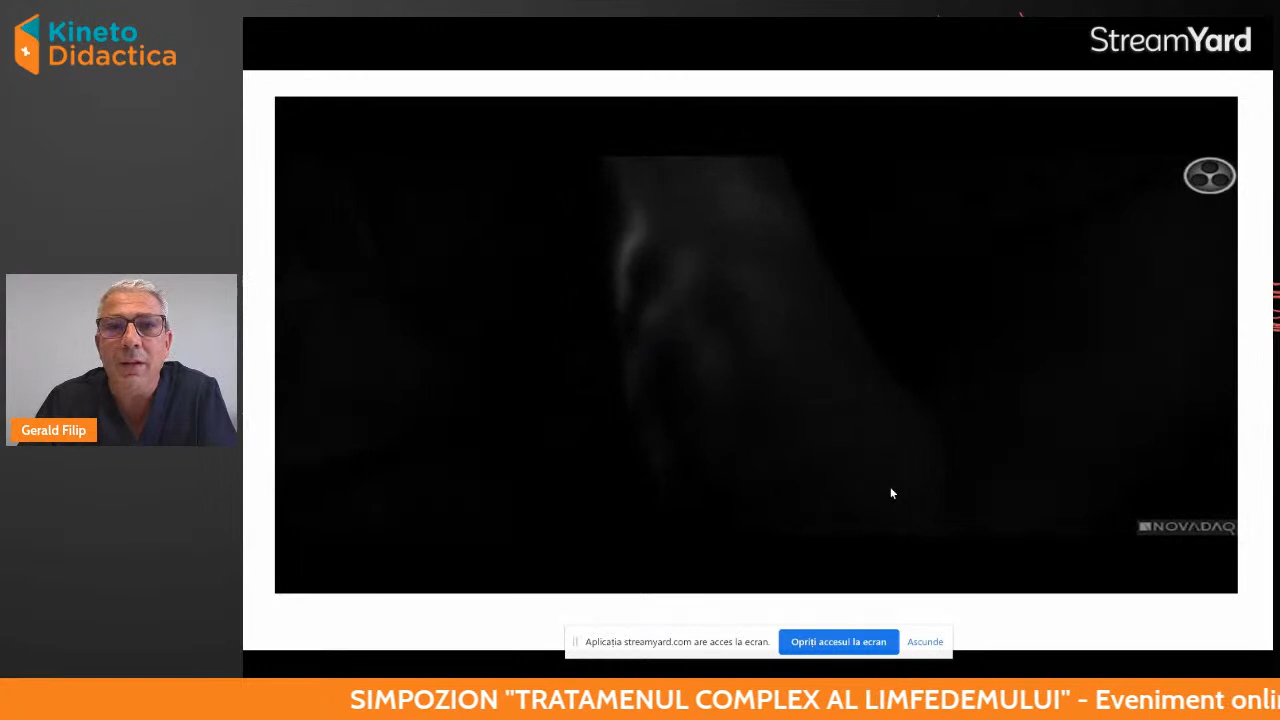 Kineto
Didactica
StreamYard
Gerald Filip
NOVADAQ
Aplicația streamyard.com are acces la ecran.
Opriți accesul la ecran
Ascunde
SIMPOZION "TRATAMENUL COMPLEX AL LIMFEDEMULUI" - Eveniment onli